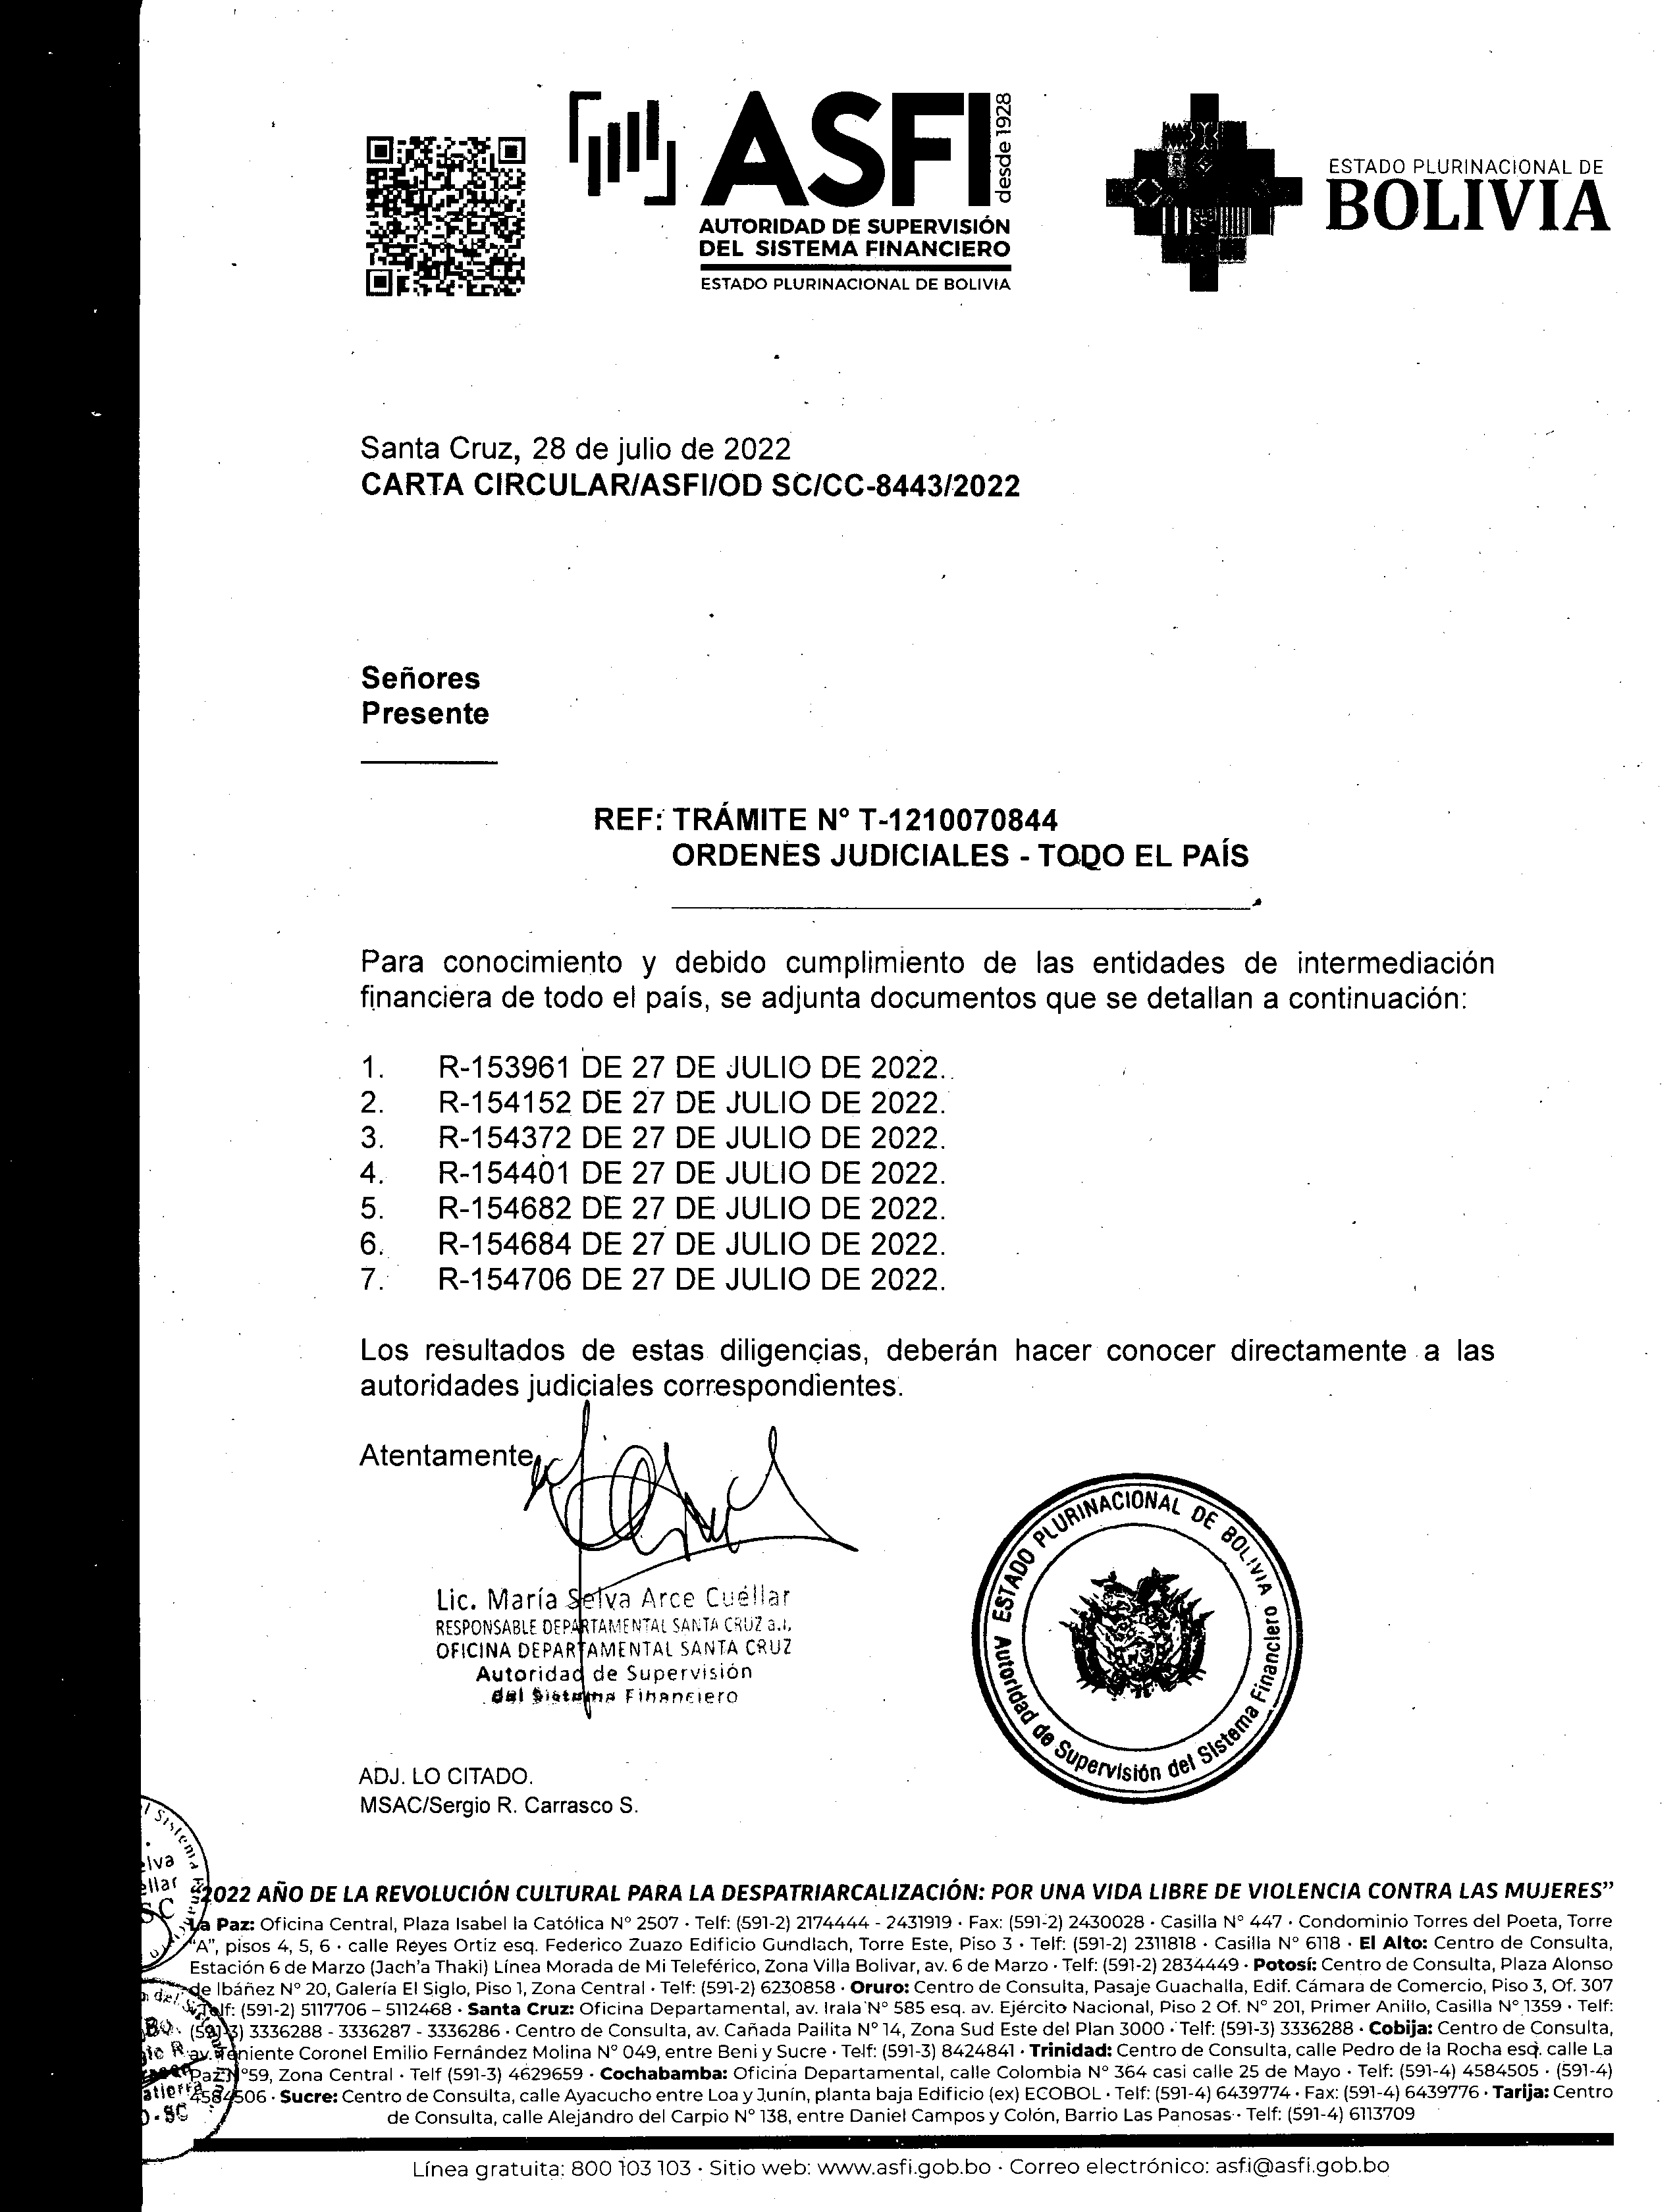 ASFI
desde 1928
AUTORIDAD DE SUPERVISIÓN
DEL SISTEMA FINANCIERO
ESTADO PLURINACIONAL DE BOLIVIA
ESTADO PLURINACIONAL DE
BOLIVIA
Santa Cruz, 28 de julio de 2022
CARTA CIRCULAR/ASFI/OD SC/CC-8443/2022
Señores
Presente
REF: TRÁMITE Nº T-1210070844
ORDENES JUDICIALES - TODO EL PAÍS
Para conocimiento y debido cumplimiento de las entidades de intermediación
financiera de todo el país, se adjunta documentos que se detallan a continuación:
1. R-153961 DE 27 DE JULIO DE 2022.
2. R-154152 DE 27 DE JULIO DE 2022.
3. R-154372 DE 27 DE JULIO DE 2022.
4. R-154401 DE 27 DE JULIO DE 2022.
5. R-154682 DE 27 DE JULIO DE 2022.
6. R-154684 DE 27 DE JULIO DE 2022.
7. R-154706 DE 27 DE JULIO DE 2022.
Los resultados de estas diligencias, deberán hacer conocer directamente a las
autoridades judiciales correspondientes.
Atentamente,
Lic. María Selva Arce Cuéllar
RESPONSABLE DEPARTAMENTAL SANTA CRUZ a.i.
OFICINA DEPARTAMENTAL SANTA CRUZ
Autoridad de Supervisión
del Sistema Financiero
ESTADO PLURINACIONAL DE BOLIVIA
Autoridad de Supervisión del Sistema Financiero
ADJ. LO CITADO.
MSAC/Sergio R. Carrasco S.
"2022 AÑO DE LA REVOLUCIÓN CULTURAL PARA LA DESPATRIARCALIZACIÓN: POR UNA VIDA LIBRE DE VIOLENCIA CONTRA LAS MUJERES”
La Paz: Oficina Central, Plaza Isabel la Católica Nº 2507 · Telf: (591-2) 2174444 - 2431919 · Fax: (591-2) 2430028 · Casilla Nº 447 · Condominio Torres del Poeta, Torre
"A", pisos 4, 5, 6 · calle Reyes Ortiz esq. Federico Zuazo Edificio Gundlach, Torre Este, Piso 3 · Telf: (591-2) 2311818 · Casilla Nº 6118 · El Alto: Centro de Consulta,
Estación 6 de Marzo (Jach'a Thaki) Línea Morada de Mi Teleférico, Zona Villa Bolivar, av. 6 de Marzo · Telf: (591-2) 2834449 · Potosí: Centro de Consulta, Plaza Alonso
de Ibáñez Nº 20, Galería El Siglo, Piso 1, Zona Central · Telf: (591-2) 6230858 · Oruro: Centro de Consulta, Pasaje Guachalla, Edif. Cámara de Comercio, Piso 3, Of. 307
Telf: (591-2) 5117706 – 5112468 · Santa Cruz: Oficina Departamental, av. Irala Nº 585 esq. av. Ejército Nacional, Piso 2 Of. Nº 201, Primer Anillo, Casilla Nº 1359 · Telf:
(591-3) 3336288 - 3336287 - 3336286 · Centro de Consulta, av. Cañada Pailita Nº 14, Zona Sud Este del Plan 3000 · Telf: (591-3) 3336288 · Cobija: Centro de Consulta,
av. Teniente Coronel Emilio Fernández Molina Nº 049, entre Beni y Sucre · Telf: (591-3) 8424841 · Trinidad: Centro de Consulta, calle Pedro de la Rocha esq. calle La
Paz Nº59, Zona Central · Telf (591-3) 4629659 · Cochabamba: Oficina Departamental, calle Colombia Nº 364 casi calle 25 de Mayo · Telf: (591-4) 4584505 · (591-4)
4584506 · Sucre: Centro de Consulta, calle Ayacucho entre Loa y Junín, planta baja Edificio (ex) ECOBOL · Telf: (591-4) 6439774 · Fax: (591-4) 6439776 · Tarija: Centro
de Consulta, calle Alejandro del Carpio Nº 138, entre Daniel Campos y Colón, Barrio Las Panosas · Telf: (591-4) 6113709
Línea gratuita: 800 103 103 · Sitio web: www.asfi.gob.bo · Correo electrónico: asfi@asfi.gob.bo